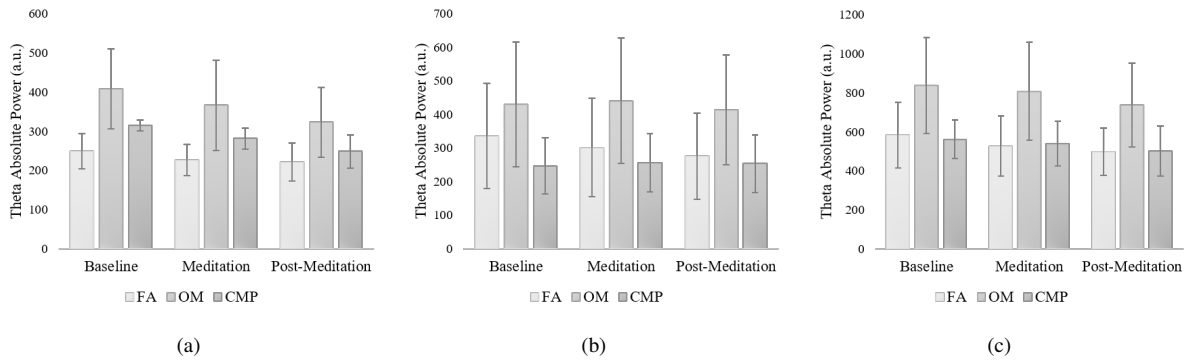 Theta Absolute Power (a.u.)
600
500
400
300
200
100
0
Baseline Meditation Post-Meditation
FA OM CMP
(a)
Theta Absolute Power (a.u.)
700
600
500
400
300
200
100
0
Baseline Meditation Post-Meditation
FA OM CMP
(b)
Theta Absolute Power (a.u.)
1200
1000
800
600
400
200
0
Baseline Meditation Post-Meditation
FA OM CMP
(c)